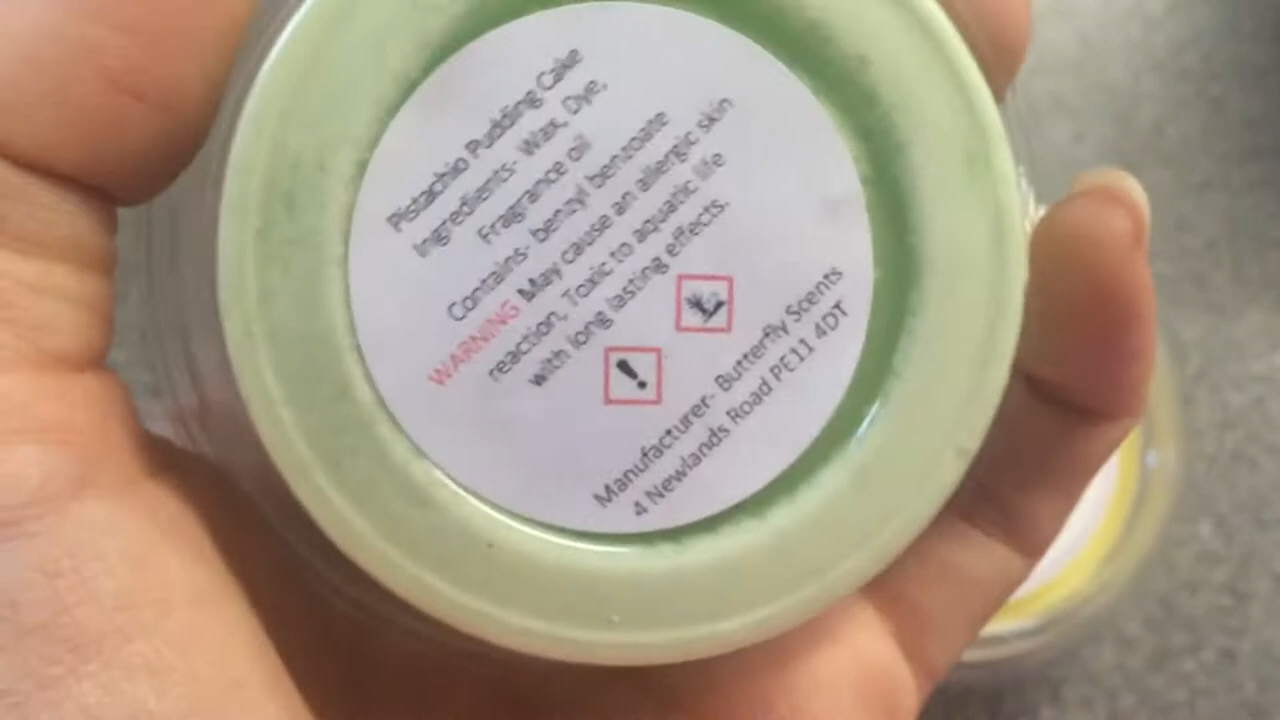 Pistachio Pudding Cake
Ingredients- Wax, Dye,
Fragrance oil
Contains- benzyl benzoate
WARNING May cause an allergic skin
reaction, Toxic to aquatic life
with long lasting effects.
Manufacturer- Butterfly Scents
4 Newlands Road PE11 4DT